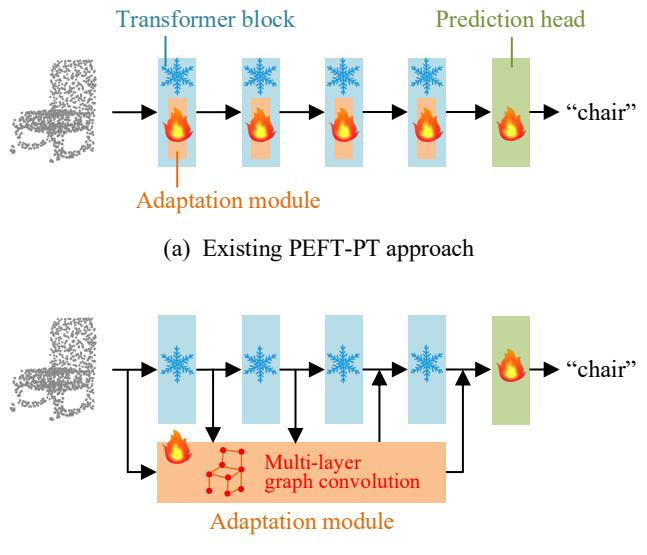 Transformer block
Prediction head
“chair”
Adaptation module
(a) Existing PEFT-PT approach
“chair”
Multi-layer
graph convolution
Adaptation module